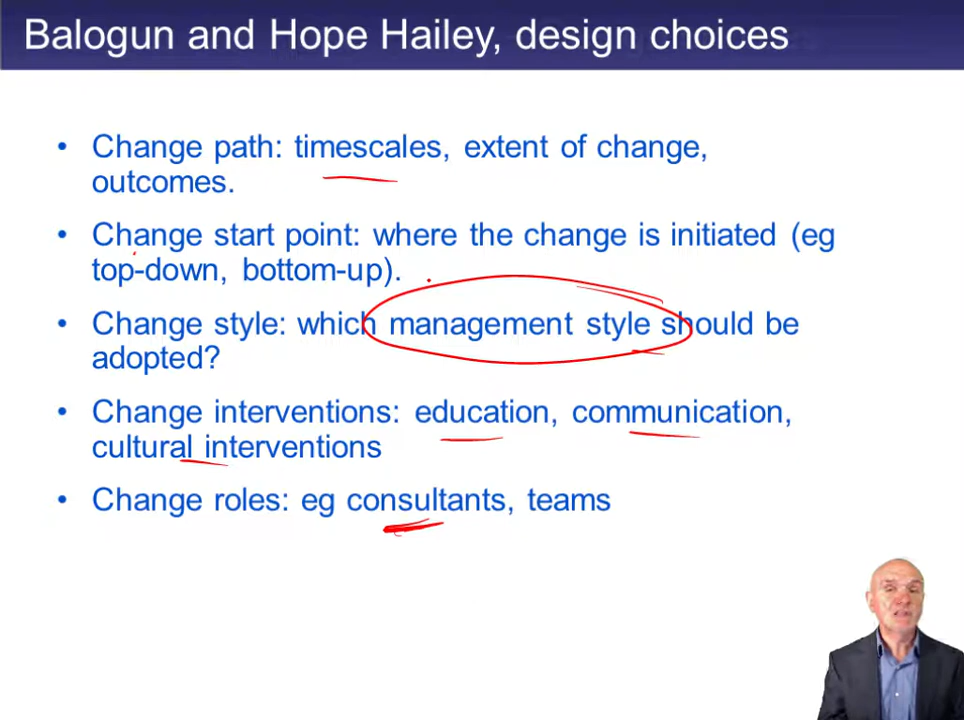 Balogun and Hope Hailey, design choices
• Change path: timescales, extent of change,
outcomes.
• Change start point: where the change is initiated (eg
top-down, bottom-up).
• Change style: which management style should be
adopted?
• Change interventions: education, communication,
cultural interventions
• Change roles: eg consultants, teams